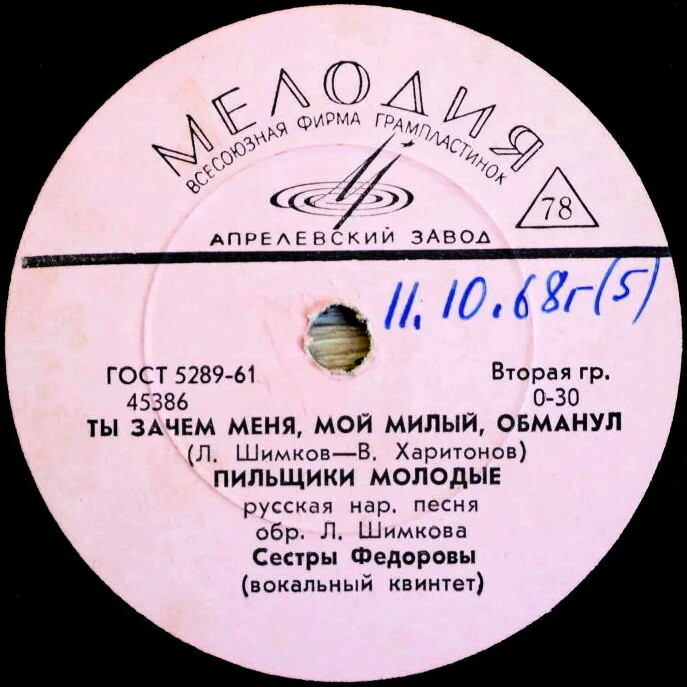 МЕЛОДИЯ
ВСЕСОЮЗНАЯ ФИРМА ГРАМПЛАСТИНОК
78
АПРЕЛЕВСКИЙ ЗАВОД
11.10.68г(5)
ГОСТ 5289-61 Вторая гр.
45386 0-30
ТЫ ЗАЧЕМ МЕНЯ, МОЙ МИЛЫЙ, ОБМАНУЛ
(Л. Шимков—В. Харитонов)
ПИЛЬЩИКИ МОЛОДЫЕ
русская нар. песня
обр. Л. Шимкова
Сестры Федоровы
(вокальный квинтет)